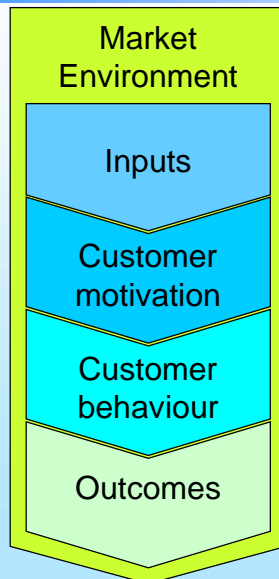 Market
Environment
Inputs
Customer
motivation
Customer
behaviour
Outcomes